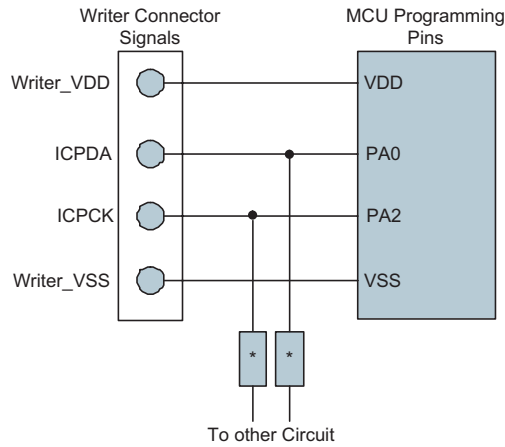 Writer Connector
Signals
MCU Programming
Pins
Writer_VDD
VDD
ICPDA
PA0
ICPCK
PA2
Writer_VSS
VSS
* *
To other Circuit